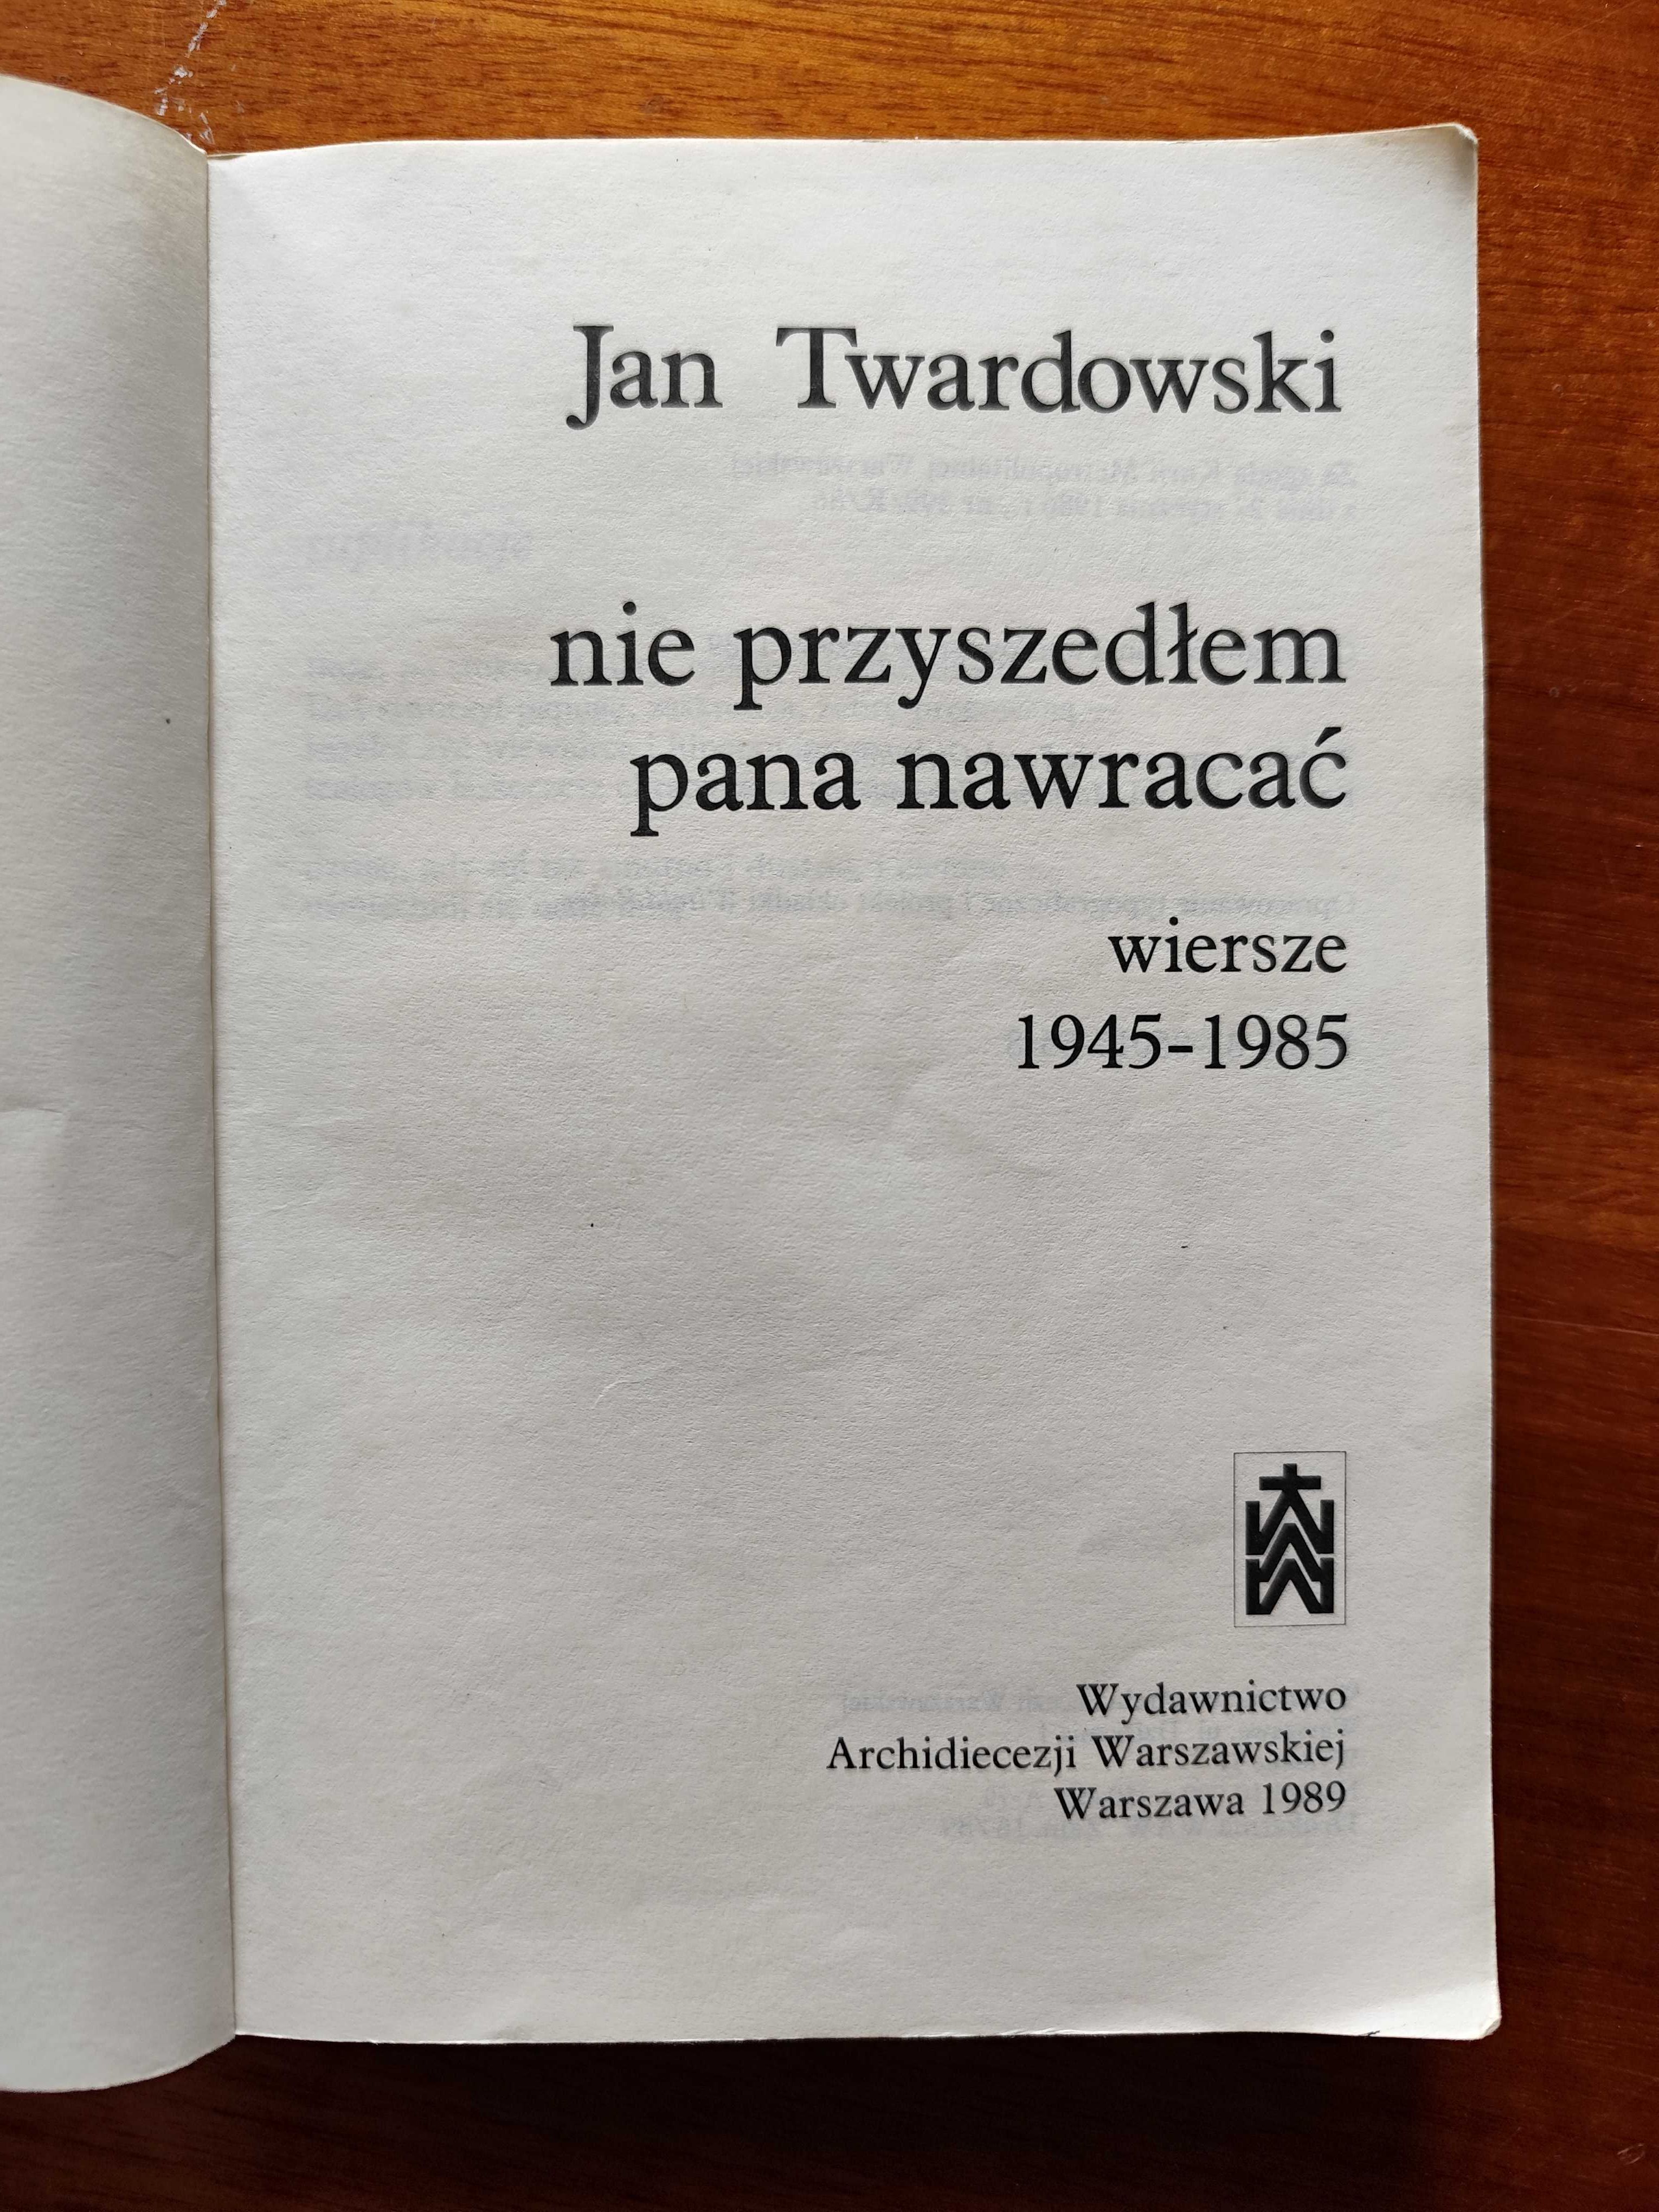 Jan Twardowski
nie przyszedłem
pana nawracać
wiersze
1945-1985
Wydawnictwo
Archidiecezji Warszawskiej
Warszawa 1989